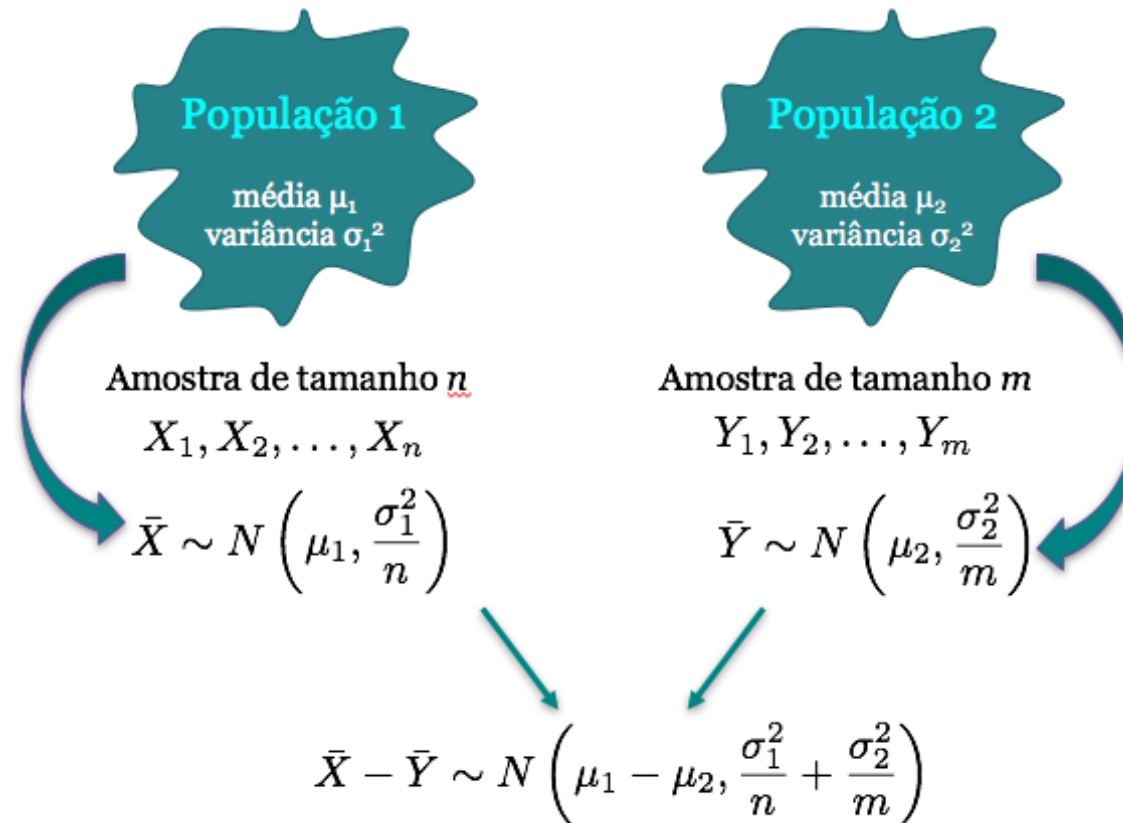 População 1
média μ₁
variância σ₁²
População 2
média μ₂
variância σ₂²
Amostra de tamanho n
X₁, X₂, . . . , Xₙ
X̄ ∼ N(μ₁, σ₁²/n)
Amostra de tamanho m
Y₁, Y₂, . . . , Yₘ
Ȳ ∼ N(μ₂, σ₂²/m)
X̄ − Ȳ ∼ N(μ₁ − μ₂, σ₁²/n + σ₂²/m)